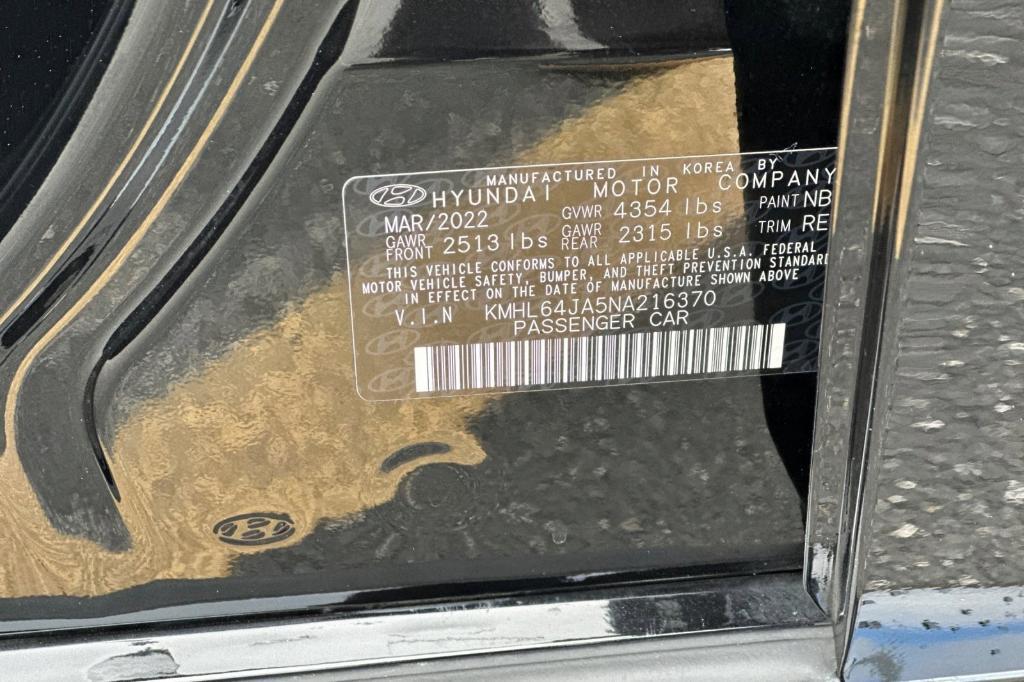 MANUFACTURED IN KOREA BY
HYUNDAI MOTOR COMPANY
MAR/2022 GVWR 4354 lbs PAINT NB
GAWR FRONT 2513 lbs GAWR REAR 2315 lbs TRIM RE
THIS VEHICLE CONFORMS TO ALL APPLICABLE U.S.A. FEDERAL
MOTOR VEHICLE SAFETY, BUMPER, AND THEFT PREVENTION STANDARD
IN EFFECT ON THE DATE OF MANUFACTURE SHOWN ABOVE
V.I.N KMHL64JA5NA216370
PASSENGER CAR